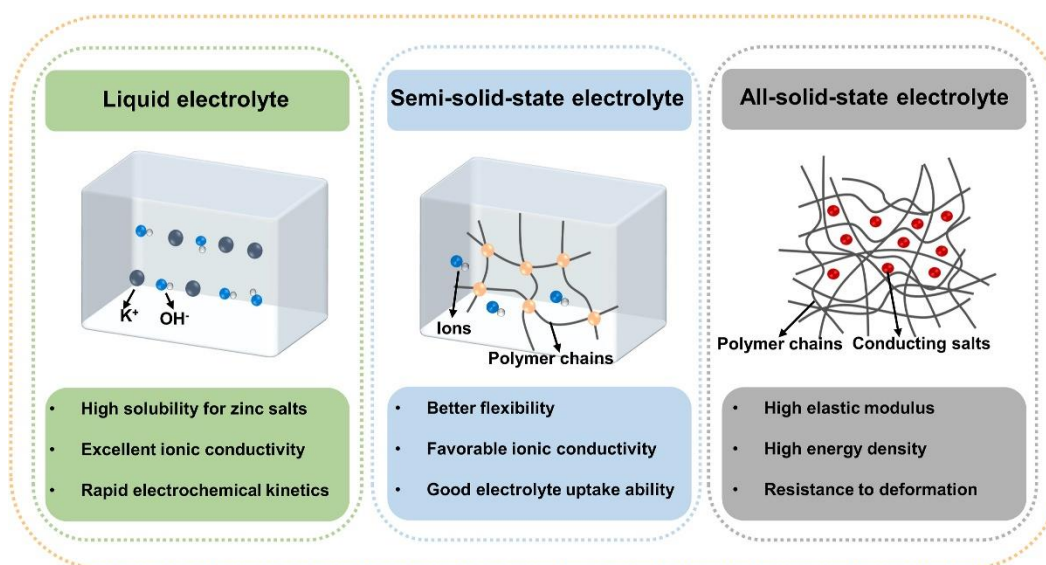 Liquid electrolyte
K⁺
OH⁻
• High solubility for zinc salts
• Excellent ionic conductivity
• Rapid electrochemical kinetics
Semi-solid-state electrolyte
Ions
Polymer chains
• Better flexibility
• Favorable ionic conductivity
• Good electrolyte uptake ability
All-solid-state electrolyte
Polymer chains
Conducting salts
• High elastic modulus
• High energy density
• Resistance to deformation